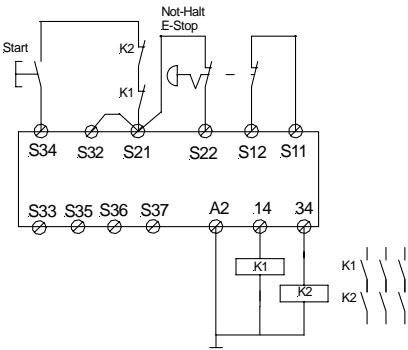 Not-Halt
E-Stop
Start
K2
K1
S34 S32 S21 S22 S12 S11
S33 S35 S36 S37 A2 14 34
K1
K2
K1
K2